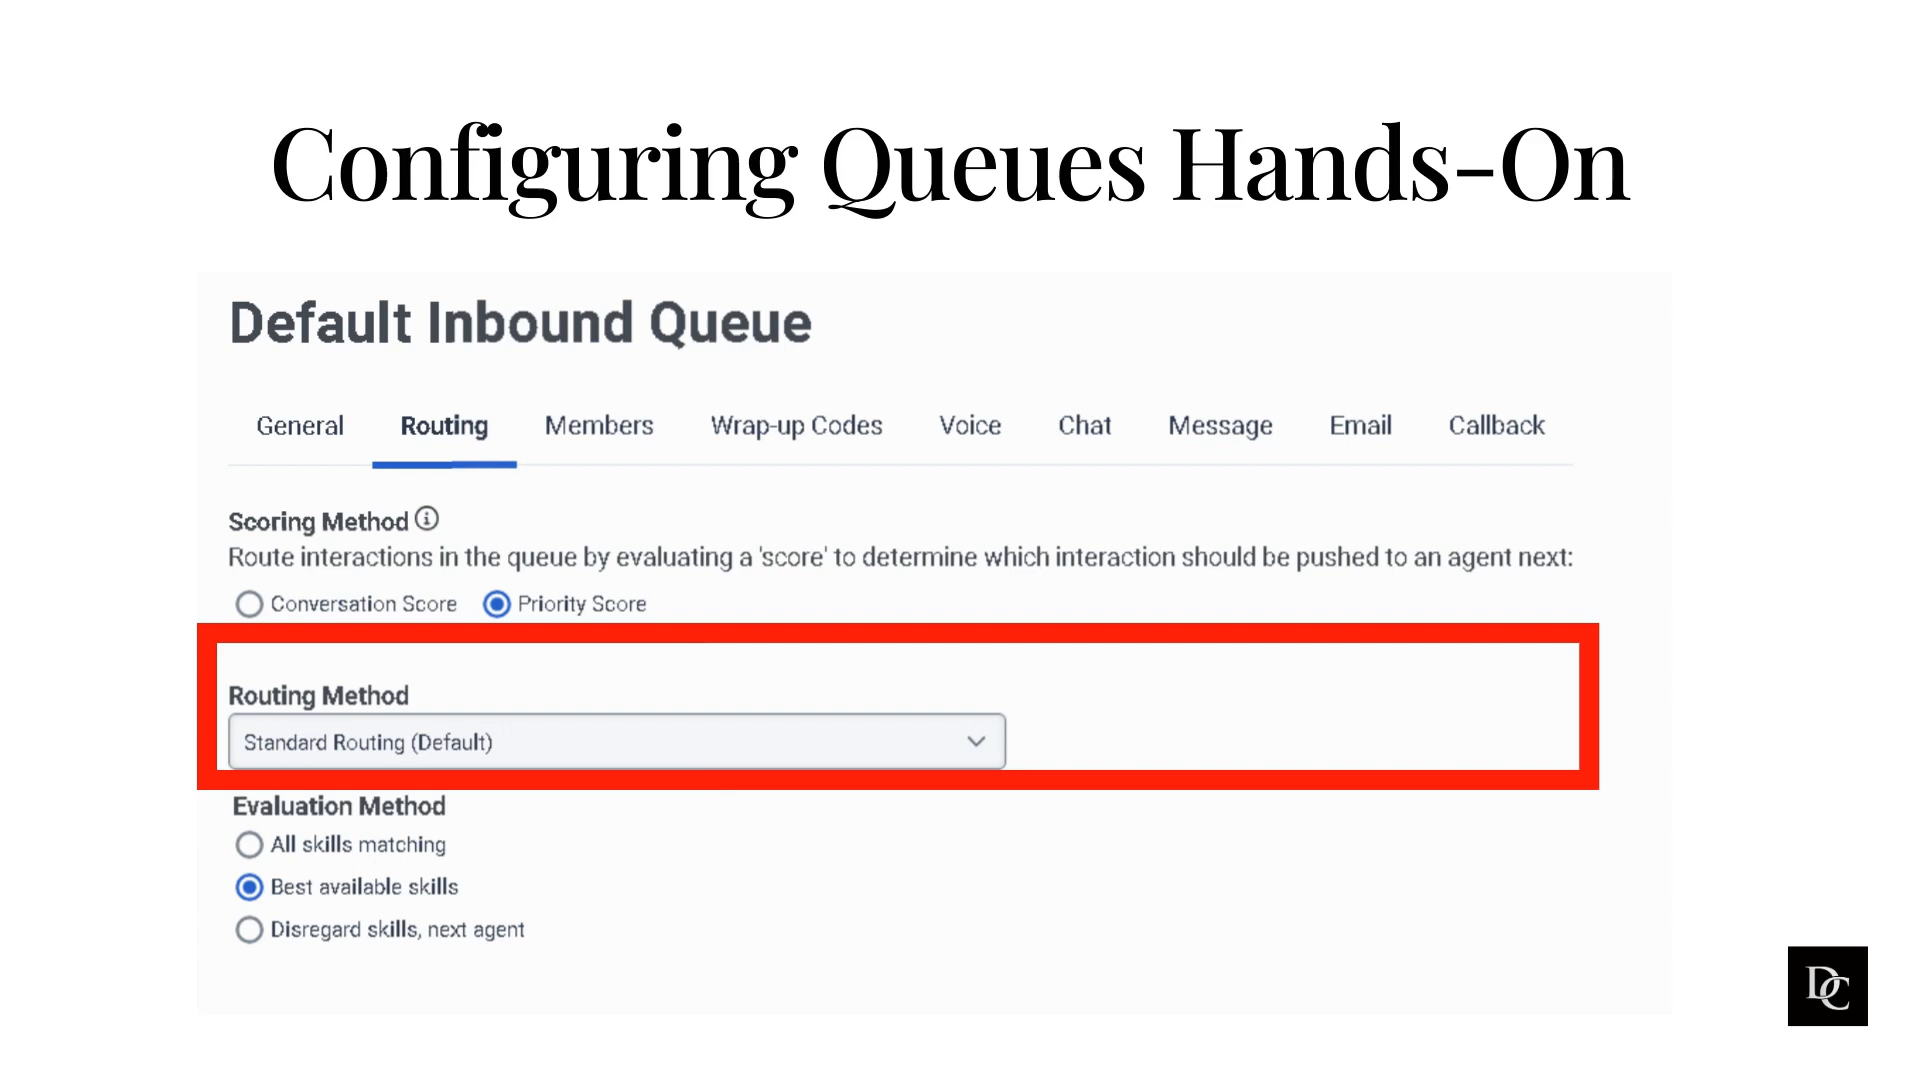 Configuring Queues Hands-On
Default Inbound Queue
General Routing Members Wrap-up Codes Voice Chat Message Email Callback
Scoring Method
Route interactions in the queue by evaluating a 'score' to determine which interaction should be pushed to an agent next:
Conversation Score Priority Score
Routing Method
Standard Routing (Default)
Evaluation Method
All skills matching
Best available skills
Disregard skills, next agent
DC